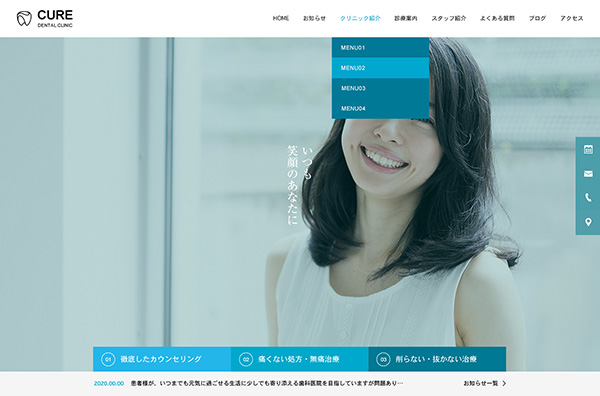 CURE
DENTAL CLINIC
HOME お知らせ クリニック紹介 診療案内 スタッフ紹介 よくある質問 ブログ アクセス
MENU01
MENU02
MENU03
MENU04
いつも
笑顔のあなたに
01 徹底したカウンセリング
02 痛くない処方・無痛治療
03 削らない・抜かない治療
2020.00.00 患者様が、いつまでも元気に過ごせる生活に少しでも寄り添える歯科医院を目指していますが問題あり… お知らせ一覧